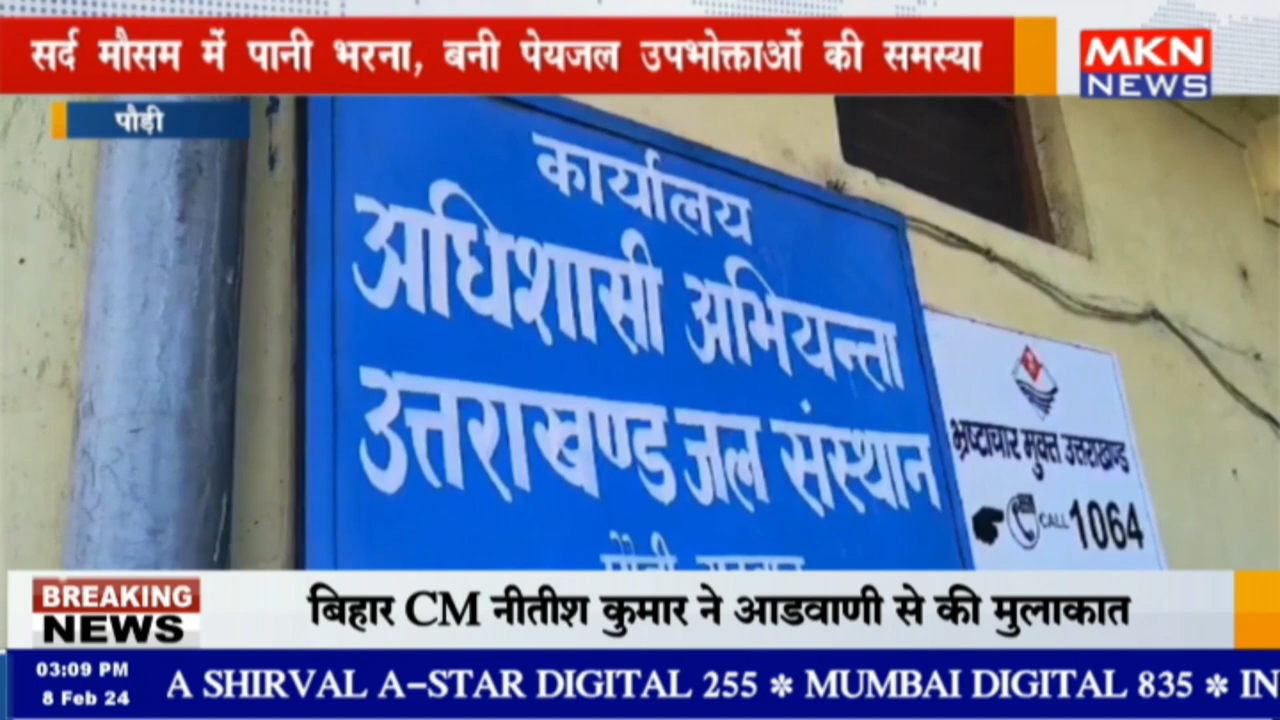 सर्द मौसम में पानी भरना, बनी पेयजल उपभोक्ताओं की समस्या
MKN
NEWS
पौड़ी
कार्यालय
अधिशासी अभियन्ता
उत्तराखण्ड जल संस्थान
भ्रष्टाचार मुक्त उत्तराखण्ड
CALL 1064
BREAKING
NEWS
बिहार CM नीतीश कुमार ने आडवाणी से की मुलाकात
03:09 PM
8 Feb 24
A SHIRVAL A-STAR DIGITAL 255 * MUMBAI DIGITAL 835 * IN